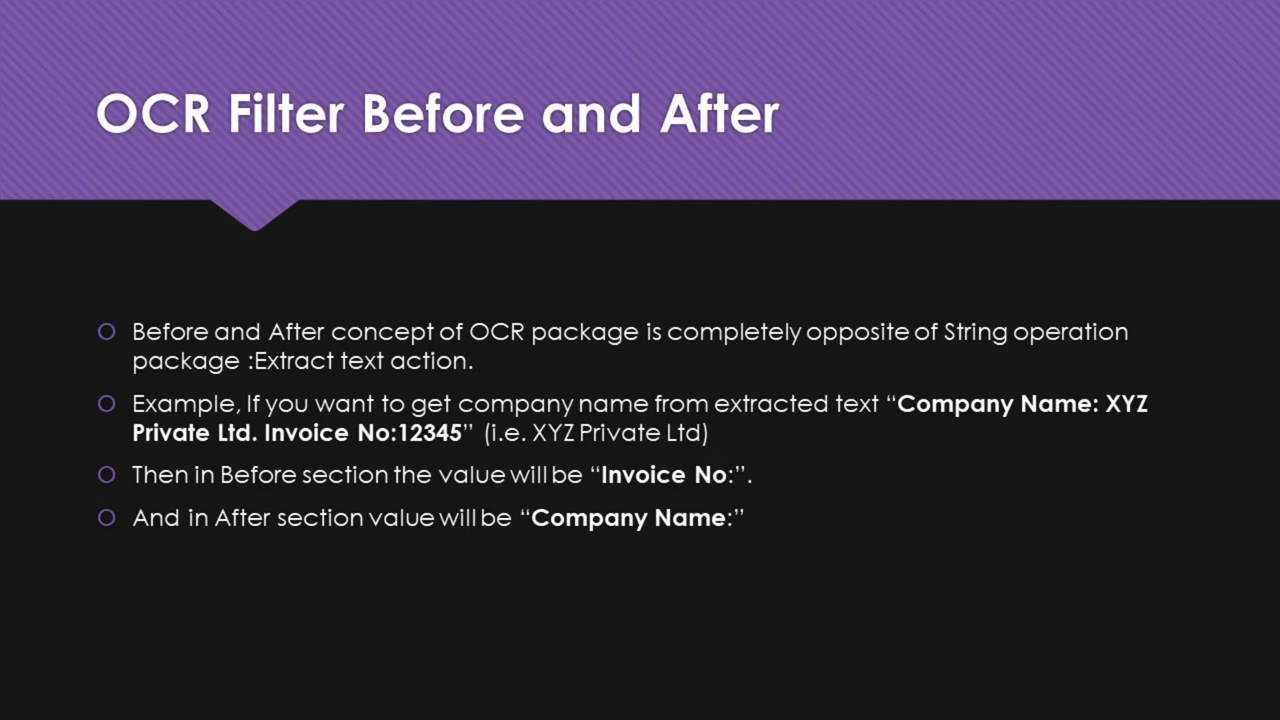 OCR Filter Before and After
Before and After concept of OCR package is completely opposite of String operation
package :Extract text action.
Example, If you want to get company name from extracted text “Company Name: XYZ
Private Ltd. Invoice No:12345” (i.e. XYZ Private Ltd)
Then in Before section the value will be “Invoice No:”.
And in After section value will be “Company Name:”